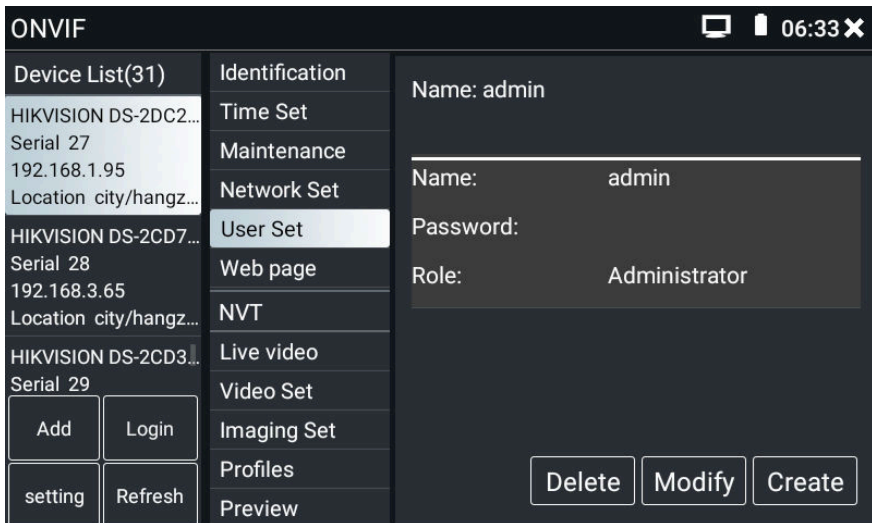 ONVIF
06:33
Device List(31)
HIKVISION DS-2DC2...
Serial 27
192.168.1.95
Location city/hangz...
HIKVISION DS-2CD7...
Serial 28
192.168.3.65
Location city/hangz...
HIKVISION DS-2CD3...
Serial 29
Add
Login
setting
Refresh
Identification
Time Set
Maintenance
Network Set
User Set
Web page
NVT
Live video
Video Set
Imaging Set
Profiles
Preview
Name: admin
Name: admin
Password:
Role: Administrator
Delete
Modify
Create